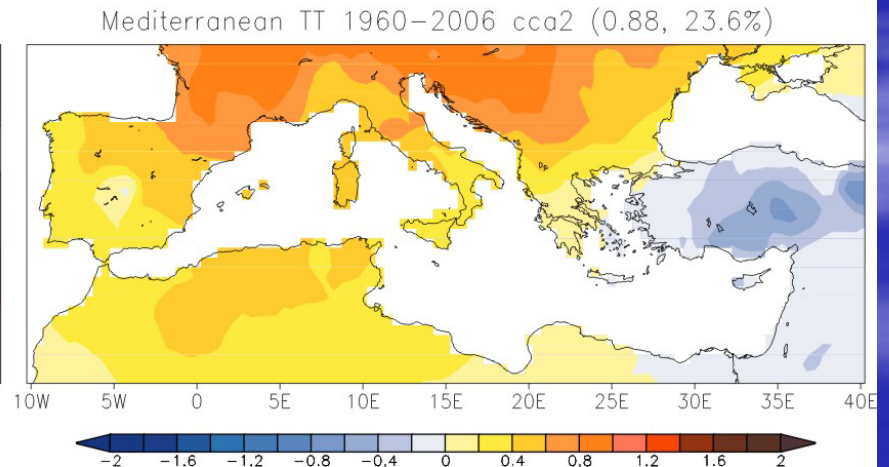 Mediterranean TT 1960–2006 cca2 (0.88, 23.6%)
10W 5W 0 5E 10E 15E 20E 25E 30E 35E 40E
−2 −1.6 −1.2 −0.8 −0.4 0 0.4 0.8 1.2 1.6 2